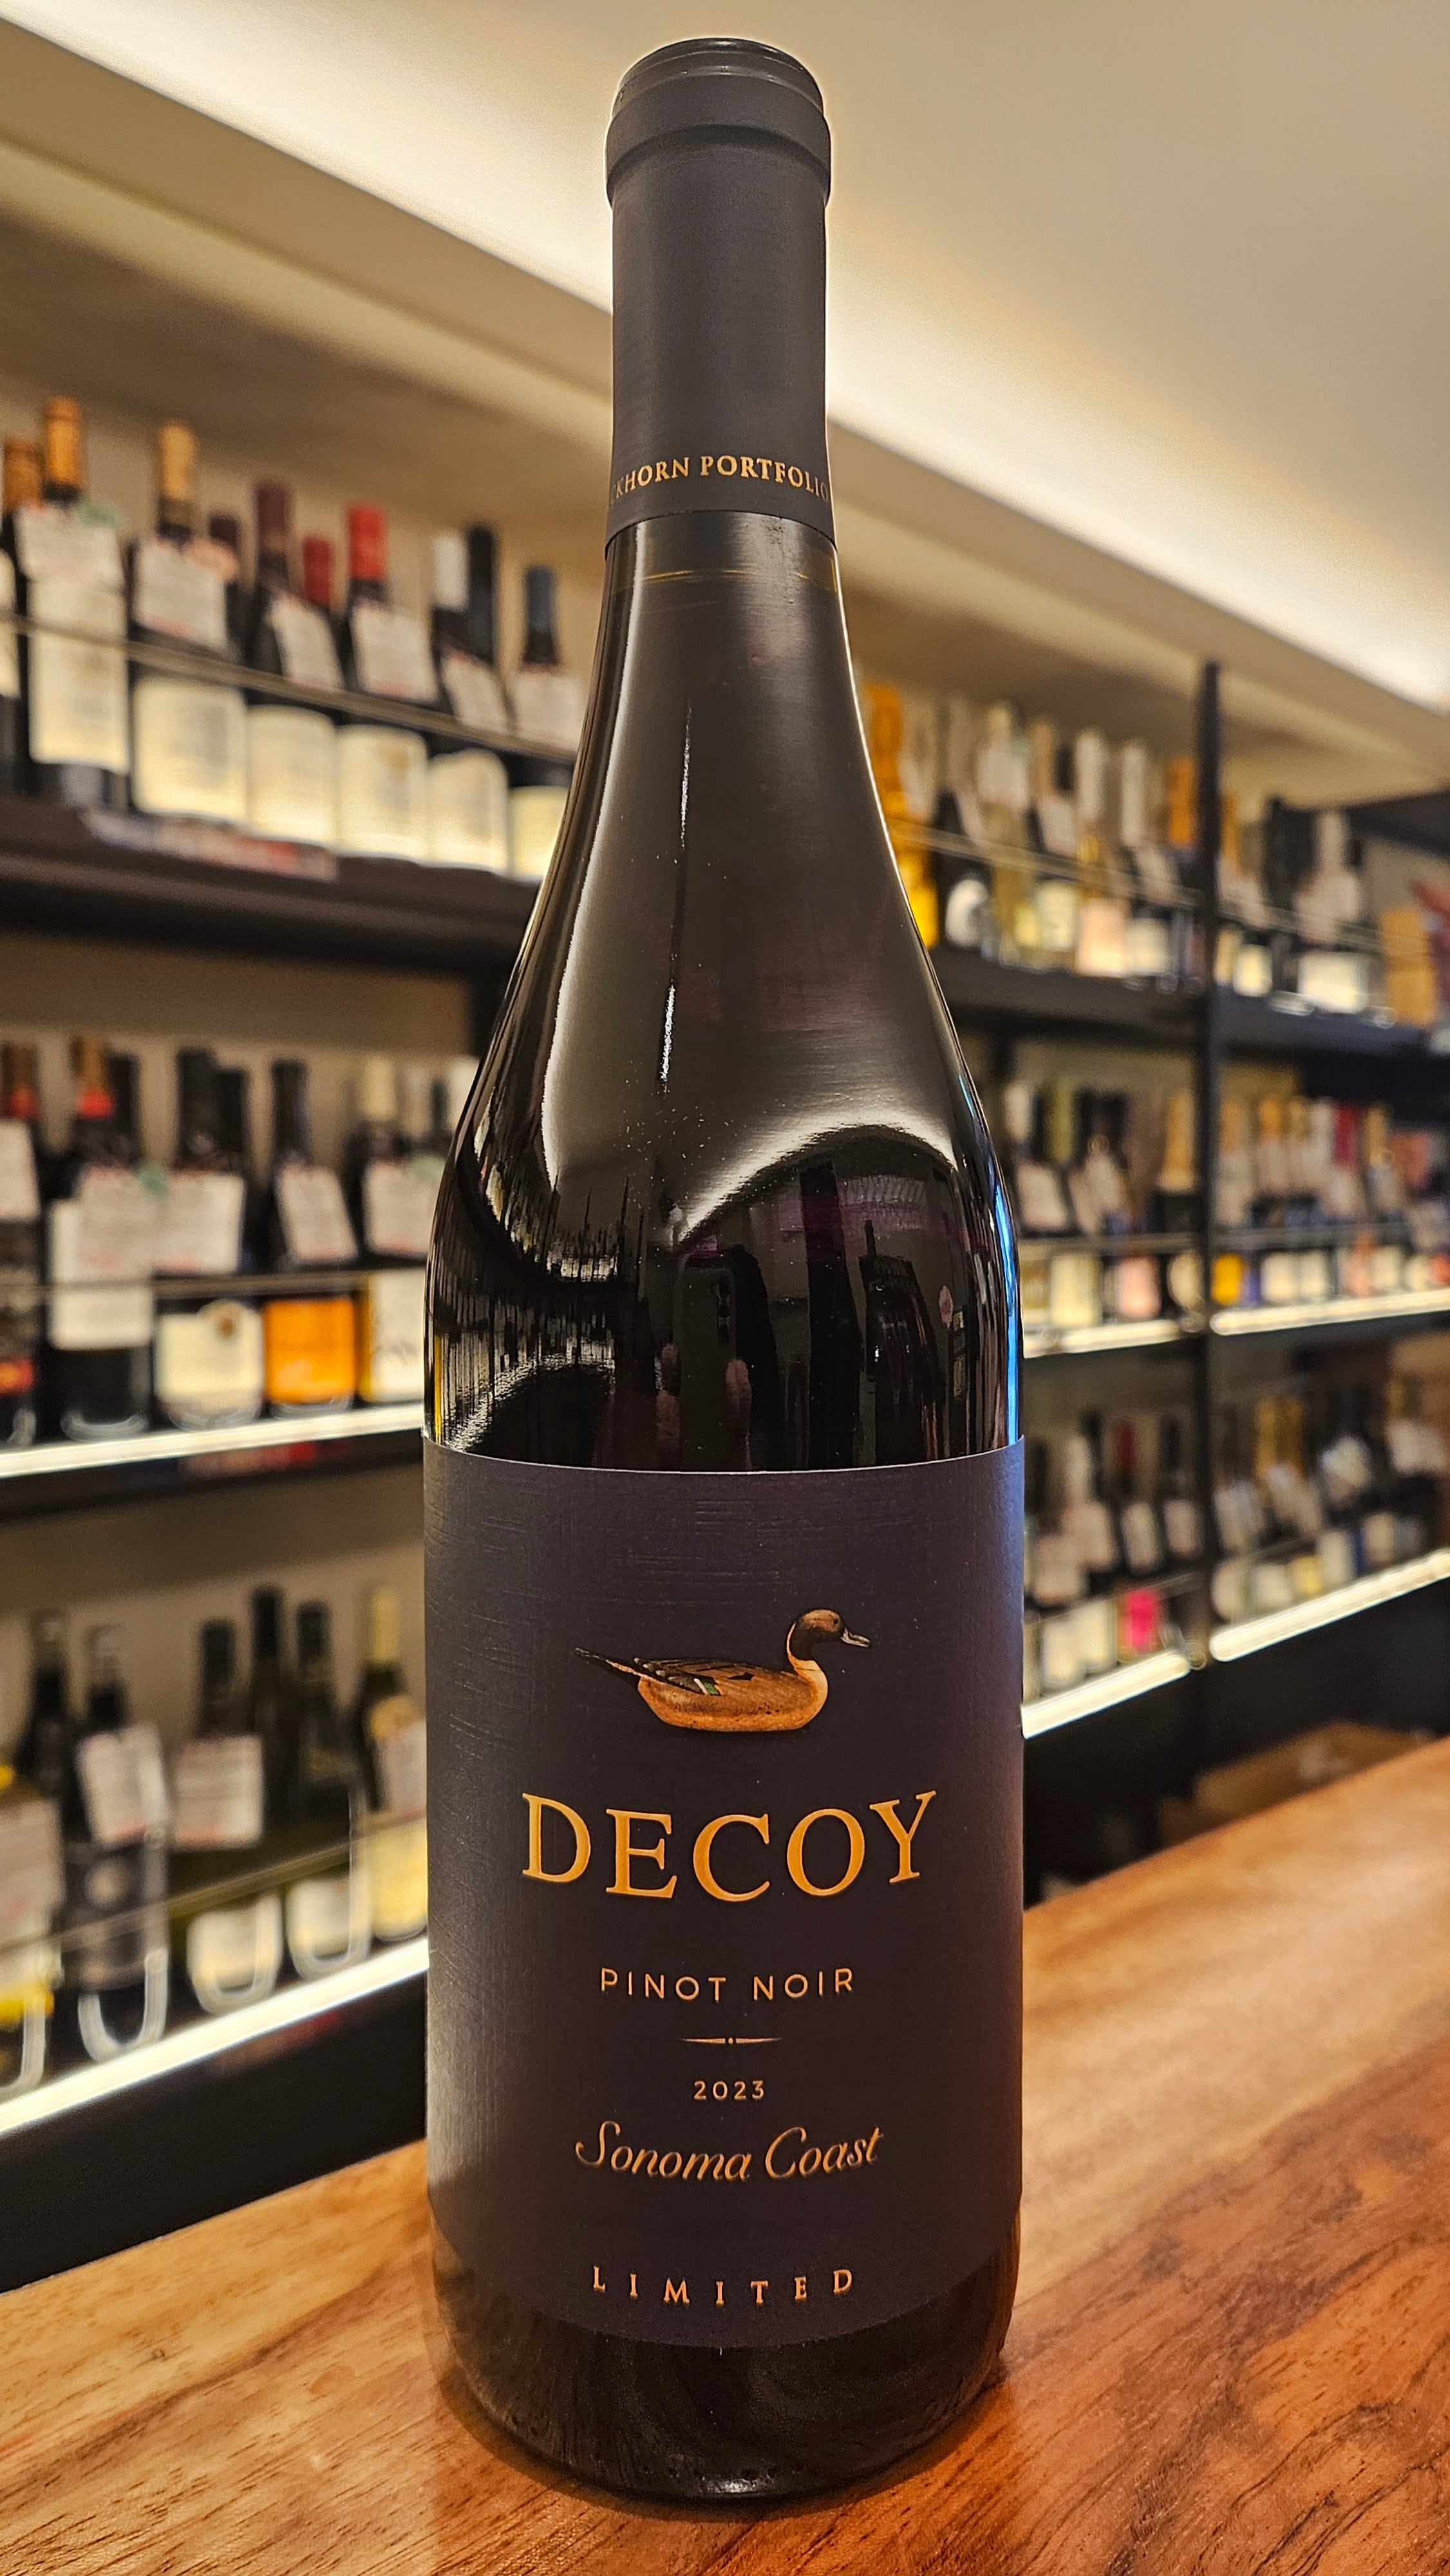 KHORN PORTFOLIO
DECOY
PINOT NOIR
2023
Sonoma Coast
LIMITED